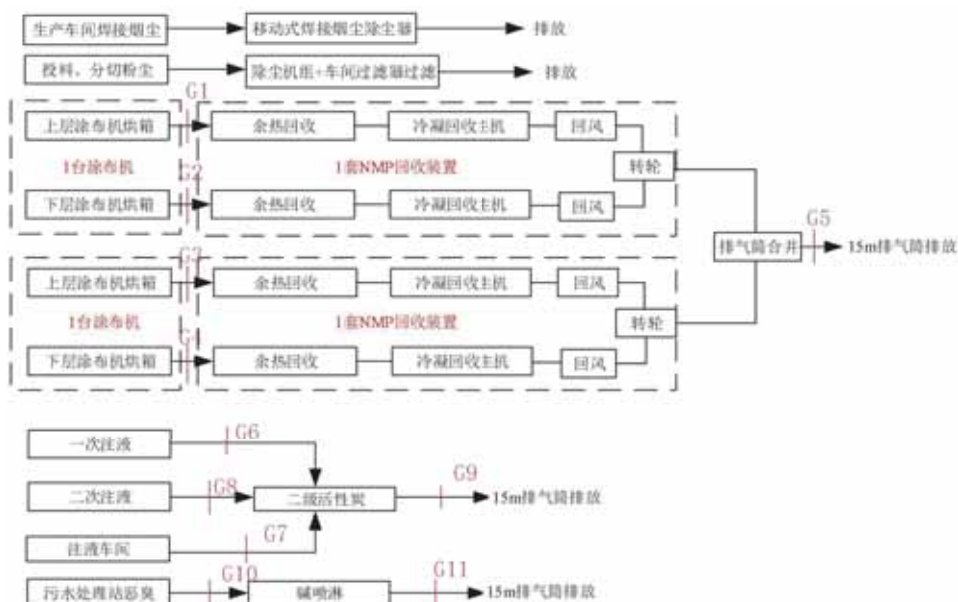 生产车间焊接烟尘 移动式焊接烟尘除尘器 排放
投料、分切粉尘 除尘机组+车间过滤器过滤 排放
G1
上层涂布机烘箱 余热回收 冷凝回收主机 回风
1台涂布机 1套NMP回收装置 转轮
G2
下层涂布机烘箱 余热回收 冷凝回收主机 回风
G5
排气筒合并 15m排气筒排放
G3
上层涂布机烘箱 余热回收 冷凝回收主机 回风
1台涂布机 1套NMP回收装置 转轮
G4
下层涂布机烘箱 余热回收 冷凝回收主机 回风
一次注液 G6
二次注液 G8 二级活性炭 G9 15m排气筒排放
注液车间 G7
污水处理站恶臭 G10 碱喷淋 G11 15m排气筒排放